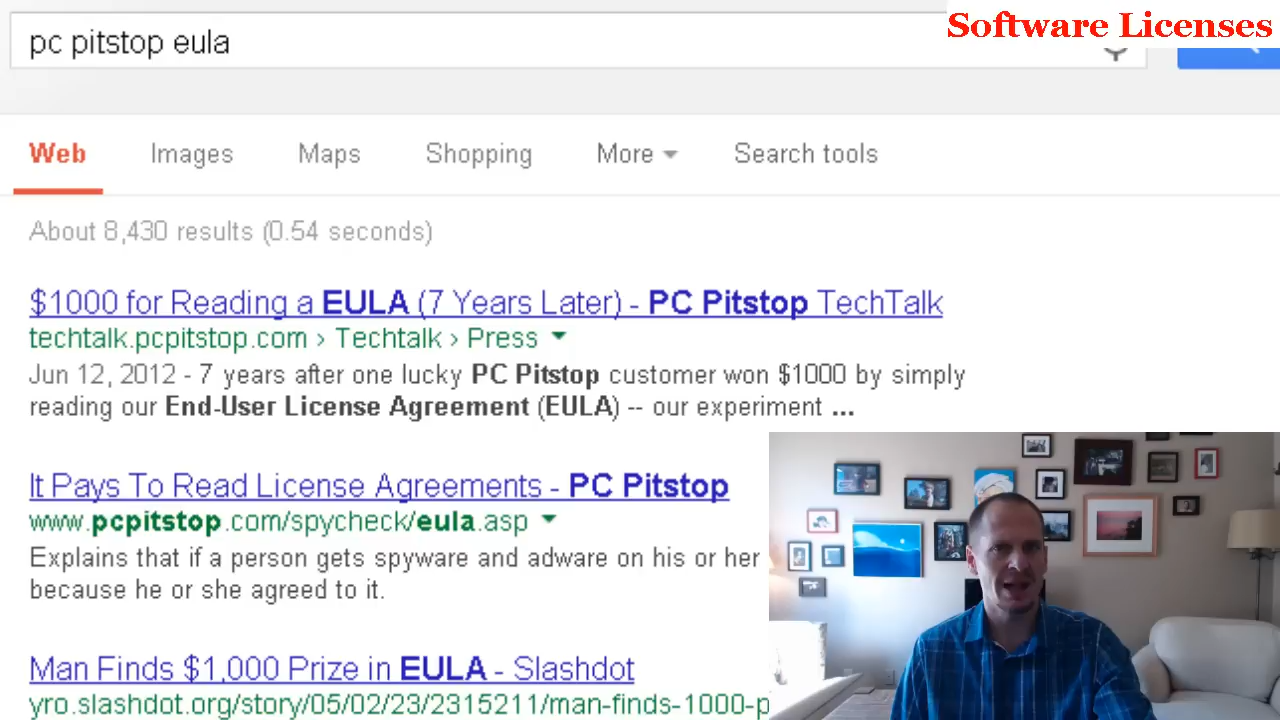 Software Licenses
pc pitstop eula
Web Images Maps Shopping More Search tools
About 8,430 results (0.54 seconds)
$1000 for Reading a EULA (7 Years Later) - PC Pitstop TechTalk
techtalk.pcpitstop.com › Techtalk › Press
Jun 12, 2012 - 7 years after one lucky PC Pitstop customer won $1000 by simply
reading our End-User License Agreement (EULA) -- our experiment ...
It Pays To Read License Agreements - PC Pitstop
www.pcpitstop.com/spycheck/eula.asp
Explains that if a person gets spyware and adware on his or her
because he or she agreed to it.
Man Finds $1,000 Prize in EULA - Slashdot
yro.slashdot.org/story/05/02/23/2315211/man-finds-1000-p